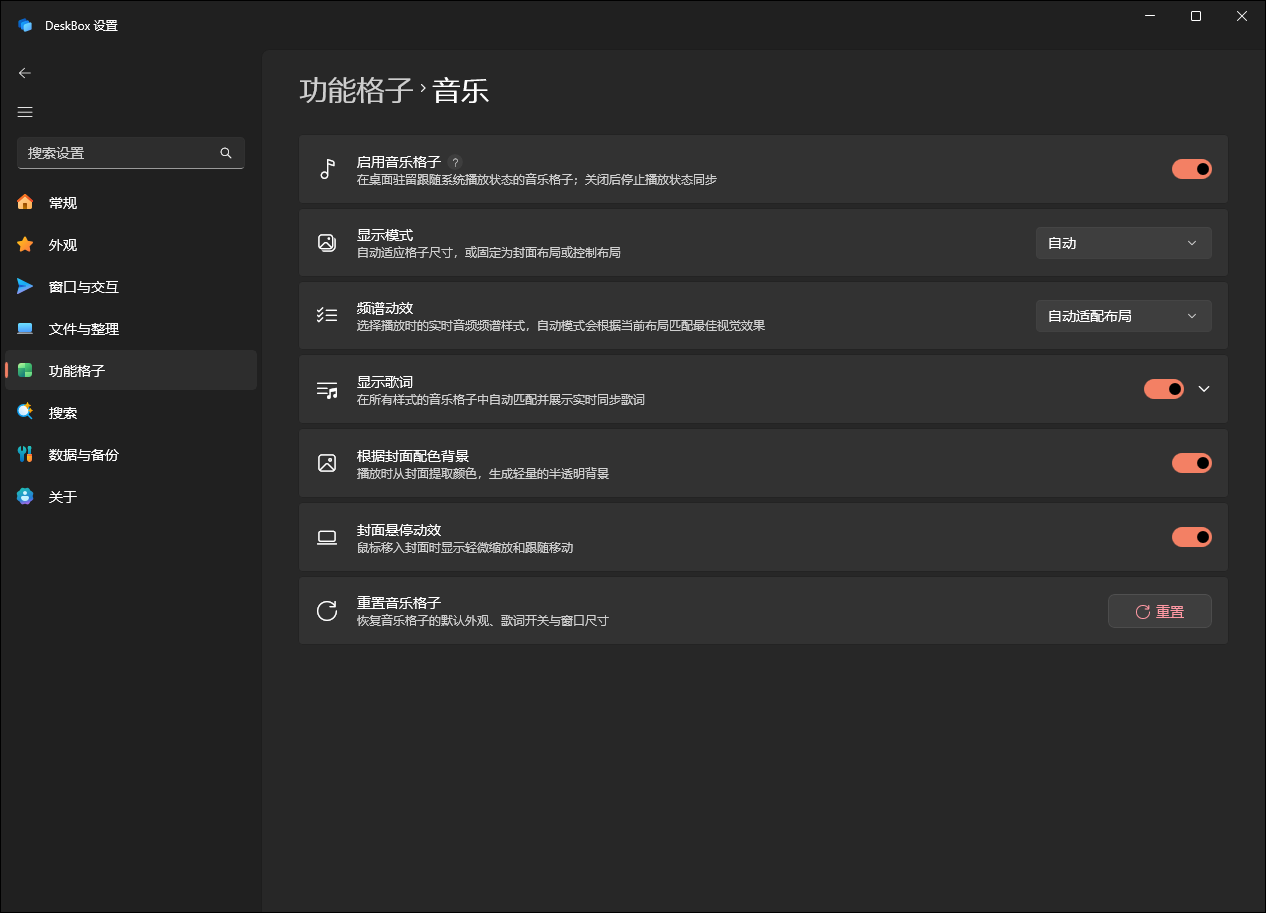 DeskBox 设置
搜索设置
常规
外观
窗口与交互
文件与整理
功能格子
搜索
数据与备份
关于
功能格子 › 音乐
启用音乐格子 ?
在桌面驻留跟随系统播放状态的音乐格子；关闭后停止播放状态同步
显示模式
自动适应格子尺寸，或固定为封面布局或控制布局
自动
频谱动效
选择播放时的实时音频频谱样式，自动模式会根据当前布局匹配最佳视觉效果
自动适配布局
显示歌词
在所有样式的音乐格子中自动匹配并展示实时同步歌词
根据封面配色背景
播放时从封面提取颜色，生成轻量的半透明背景
封面悬停动效
鼠标移入封面时显示轻微缩放和跟随移动
重置音乐格子
恢复音乐格子的默认外观、歌词开关与窗口尺寸
重置